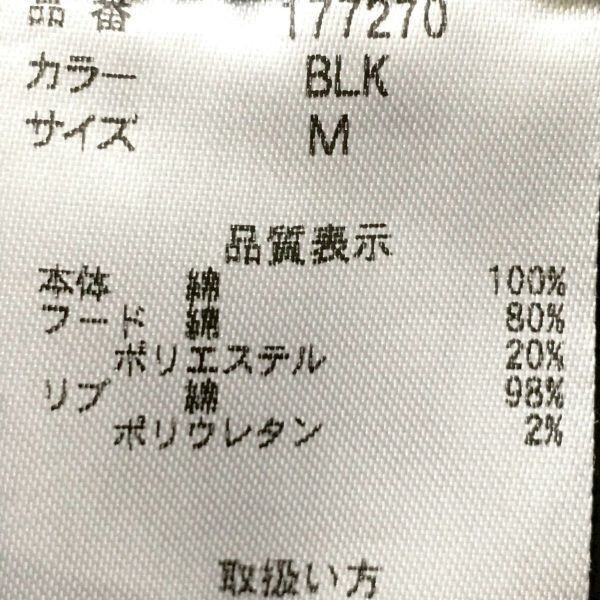 品番 177270
カラー BLK
サイズ M
品質表示
本体 綿 100%
フード 綿 80%
ポリエステル 20%
リブ 綿 98%
ポリウレタン 2%
取扱い方